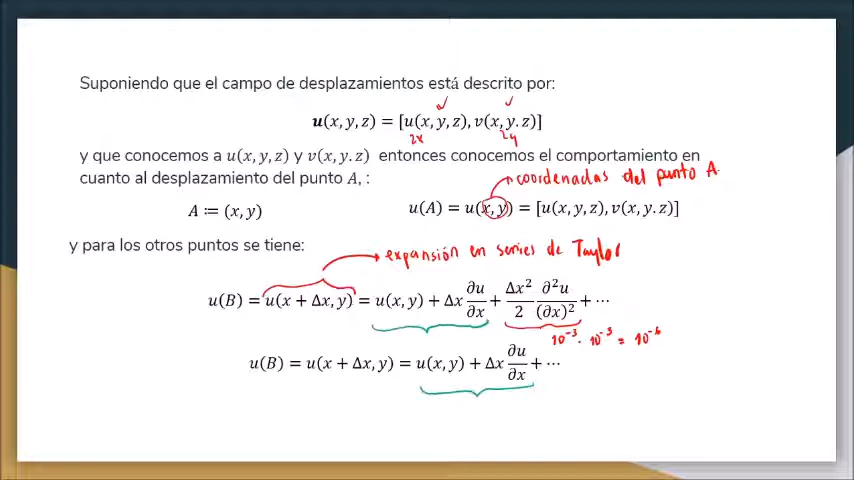 Suponiendo que el campo de desplazamientos está descrito por:
u(x,y,z) = [u(x,y,z),v(x,y.z)]
2x 2y
y que conocemos a u(x,y,z) y v(x,y.z) entonces conocemos el comportamiento en
cuanto al desplazamiento del punto A, :
coordenadas del punto A.
A ≔ (x,y)
u(A) = u(x,y) = [u(x,y,z),v(x,y.z)]
y para los otros puntos se tiene:
expansión en series de Taylor
u(B) = u(x + Δx,y) = u(x,y) + Δx ∂u/∂x + Δx²/2 ∂²u/(∂x)² + ⋯
10⁻³ . 10⁻³ = 10⁻⁶
u(B) = u(x + Δx,y) = u(x,y) + Δx ∂u/∂x + ⋯